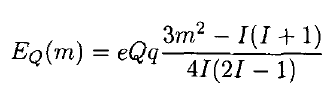 E_Q(m) = eQq \frac{3m^2 - I(I + 1)}{4I(2I - 1)}